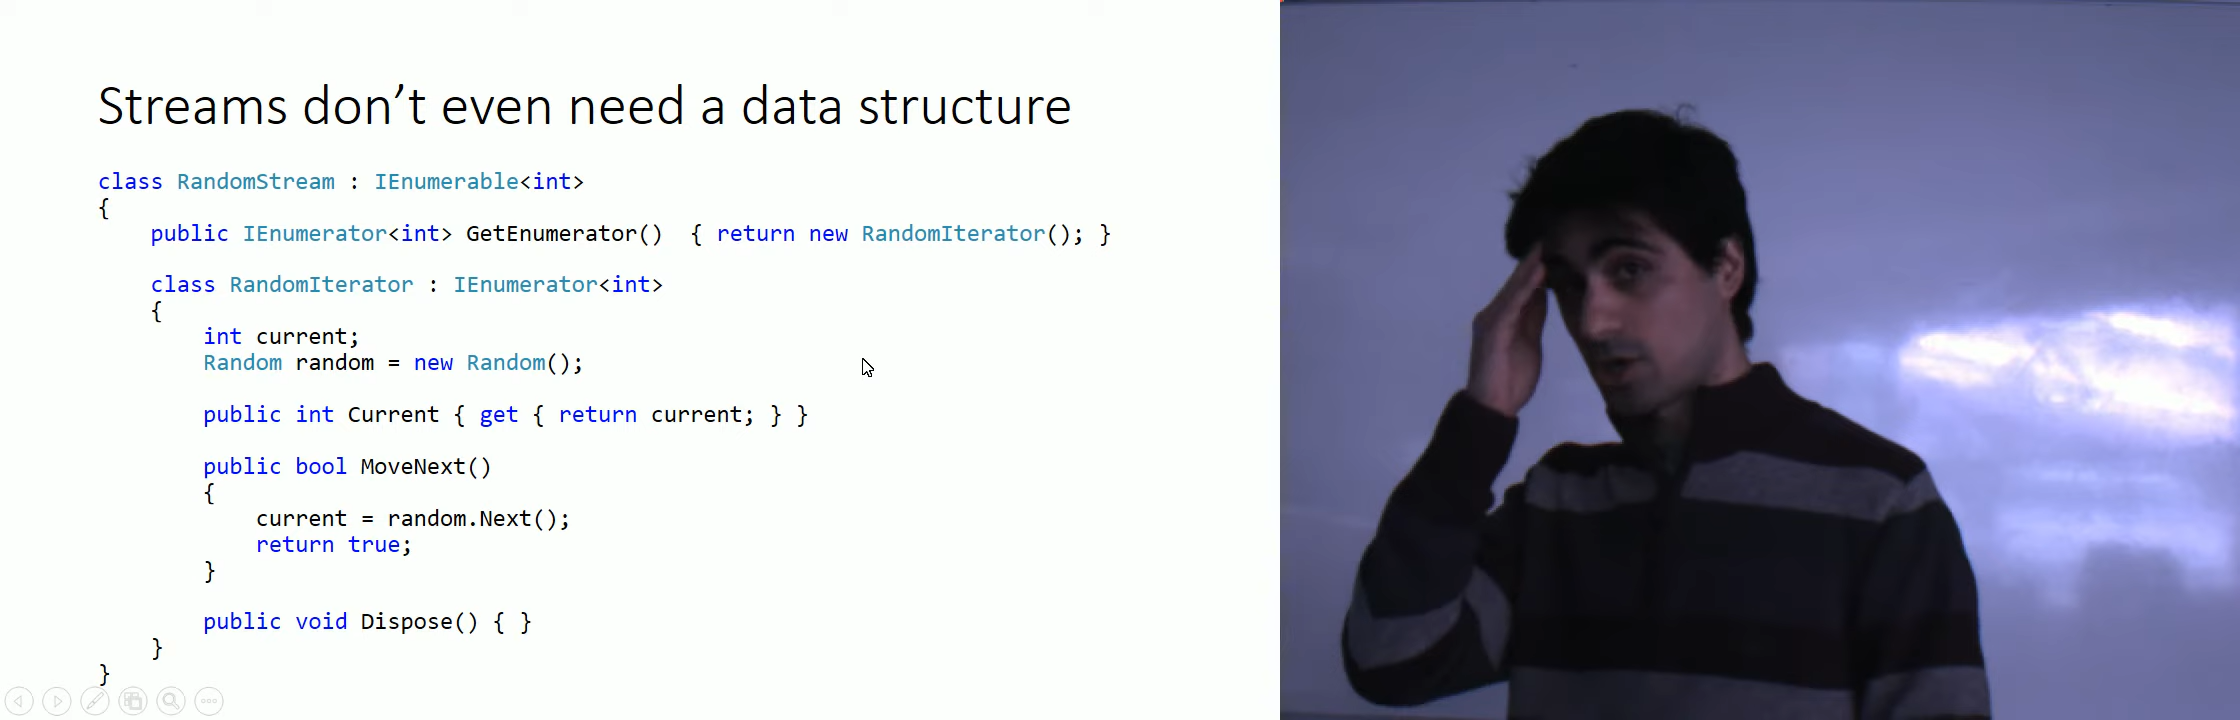 Streams don’t even need a data structure
class RandomStream : IEnumerable<int>
{
    public IEnumerator<int> GetEnumerator()  { return new RandomIterator(); }
    class RandomIterator : IEnumerator<int>
    {
        int current;
        Random random = new Random();
        public int Current { get { return current; } }
        public bool MoveNext()
        {
            current = random.Next();
            return true;
        }
        public void Dispose() { }
    }
}